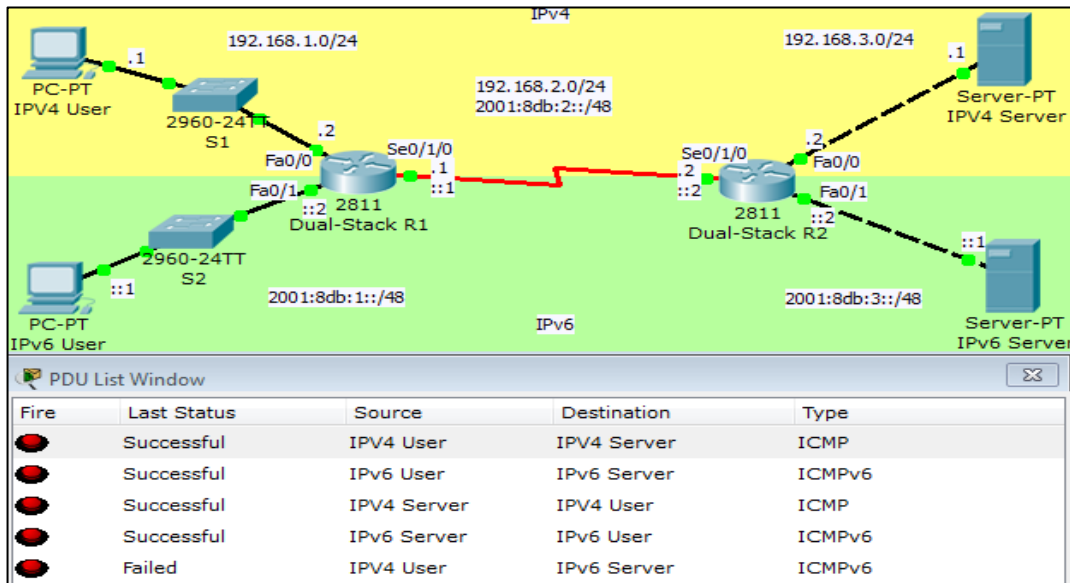 IPv4
192.168.1.0/24
192.168.3.0/24
.1
.1
PC-PT
IPV4 User
192.168.2.0/24
2001:8db:2::/48
Server-PT
IPV4 Server
2960-24TT
S1
.2
.2
Fa0/0
Se0/1/0
Se0/1/0
Fa0/0
.1
.2
Fa0/1
::1
::2
Fa0/1
::2
2811
Dual-Stack R1
2811
Dual-Stack R2
::2
2960-24TT
S2
::1
::1
2001:8db:1::/48
2001:8db:3::/48
PC-PT
IPv6 User
IPv6
Server-PT
IPv6 Server
PDU List Window
Fire Last Status Source Destination Type
Successful IPV4 User IPV4 Server ICMP
Successful IPv6 User IPv6 Server ICMPv6
Successful IPV4 Server IPV4 User ICMP
Successful IPv6 Server IPv6 User ICMPv6
Failed IPV4 User IPv6 Server ICMPv6